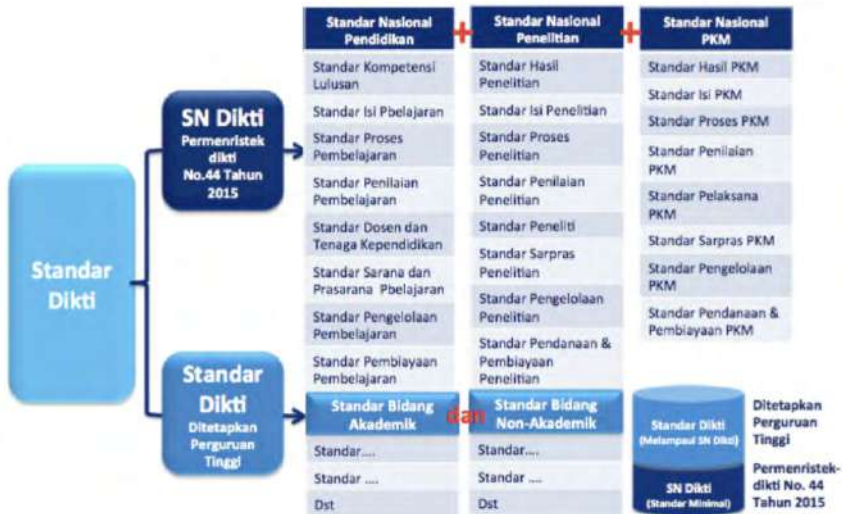 Standar
Dikti
SN Dikti
Permenristek
dikti
No.44 Tahun
2015
Standar
Dikti
Ditetapkan
Perguruan
Tinggi
Standar Nasional
Pendidikan
Standar Kompetensi
Lulusan
Standar Isi Pbelajaran
Standar Proses
Pembelajaran
Standar Penilaian
Pembelajaran
Standar Dosen dan
Tenaga Kependidikan
Standar Sarana dan
Prasarana Pbelajaran
Standar Pengelolaan
Pembelajaran
Standar Pembiayaan
Pembelajaran
+
Standar Nasional
Penelitian
Standar Hasil
Penelitian
Standar Isi Penelitian
Standar Proses
Penelitian
Standar Penilaian
Penelitian
Standar Peneliti
Standar Sarpras
Penelitian
Standar Pengelolaan
Penelitian
Standar Pendanaan &
Pembiayaan
Penelitian
+
Standar Nasional
PKM
Standar Hasil PKM
Standar Isi PKM
Standar Proses PKM
Standar Penilaian
PKM
Standar Pelaksana
PKM
Standar Sarpras PKM
Standar Pengelolaan
PKM
Standar Pendanaan &
Pembiayaan PKM
Standar Bidang
Akademik
Standar....
Standar ....
Dst
dan
Standar Bidang
Non-Akademik
Standar....
Standar ....
Dst
Standar Dikti
(Melampaui SN Dikti)
SN Dikti
(Standar Minimal)
Ditetapkan
Perguruan
Tinggi
Permenristek-
dikti No. 44
Tahun 2015